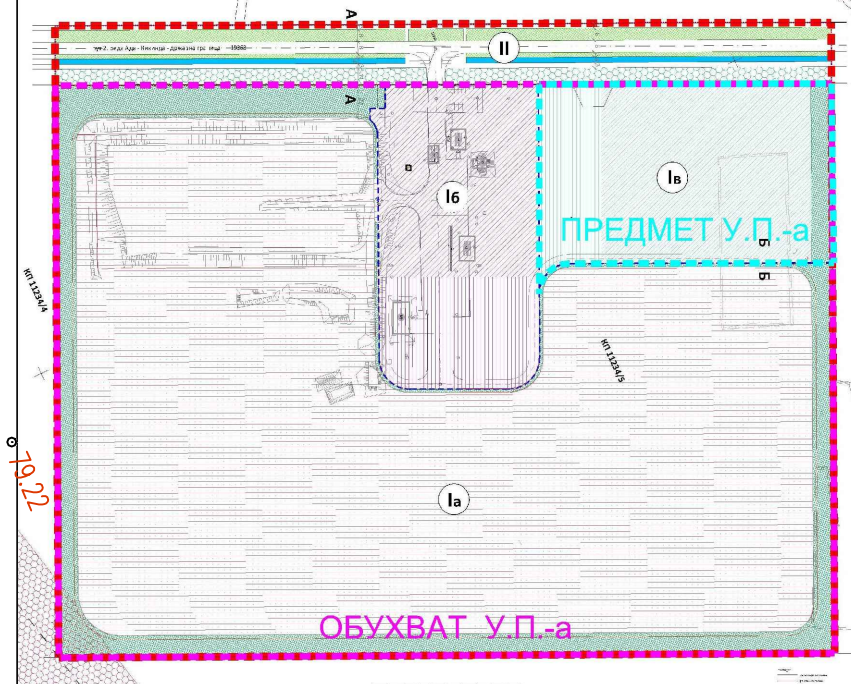 А
II
А
Iб
Iв
ПРЕДМЕТ У.П.-а
Б
Б
КП 11234/4
КП 11234/5
79.22
Iа
ОБУХВАТ У.П.-а